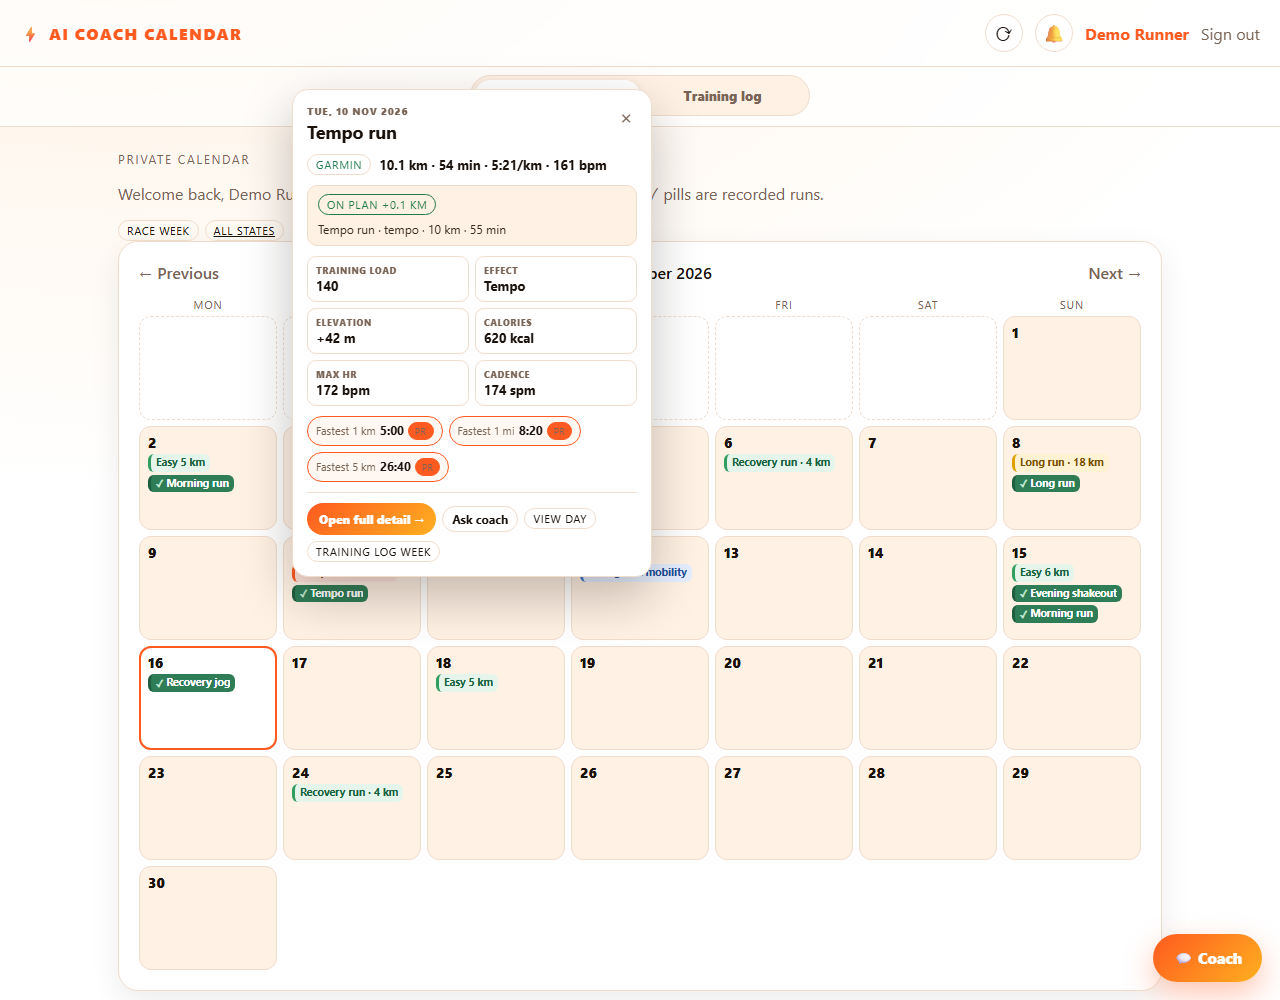 AI COACH CALENDAR
Demo Runner Sign out
Training log
PRIVATE CALENDAR
Welcome back, Demo
pills are recorded runs.
RACE WEEK ALL STATES
TUE, 10 NOV 2026
Tempo run
GARMIN 10.1 km · 54 min · 5:21/km · 161 bpm
ON PLAN +0.1 KM
Tempo run · tempo · 10 km · 55 min
TRAINING LOAD
140
EFFECT
Tempo
ELEVATION
+42 m
CALORIES
620 kcal
MAX HR
172 bpm
CADENCE
174 spm
Fastest 1 km 5:00 PR
Fastest 1 mi 8:20 PR
Fastest 5 km 26:40 PR
Open full detail →
Ask coach
VIEW DAY
TRAINING LOG WEEK
← Previous
2026
Next →
MON FRI SAT SUN
1
2
Easy 5 km
✓ Morning run
6
Recovery run · 4 km
7
8
Long run · 18 km
✓ Long run
9
✓ Tempo run
mobility
13
14
15
Easy 6 km
✓ Evening shakeout
✓ Morning run
16
✓ Recovery jog
17
18
Easy 5 km
19
20
21
22
23
24
Recovery run · 4 km
25
26
27
28
29
30
Coach